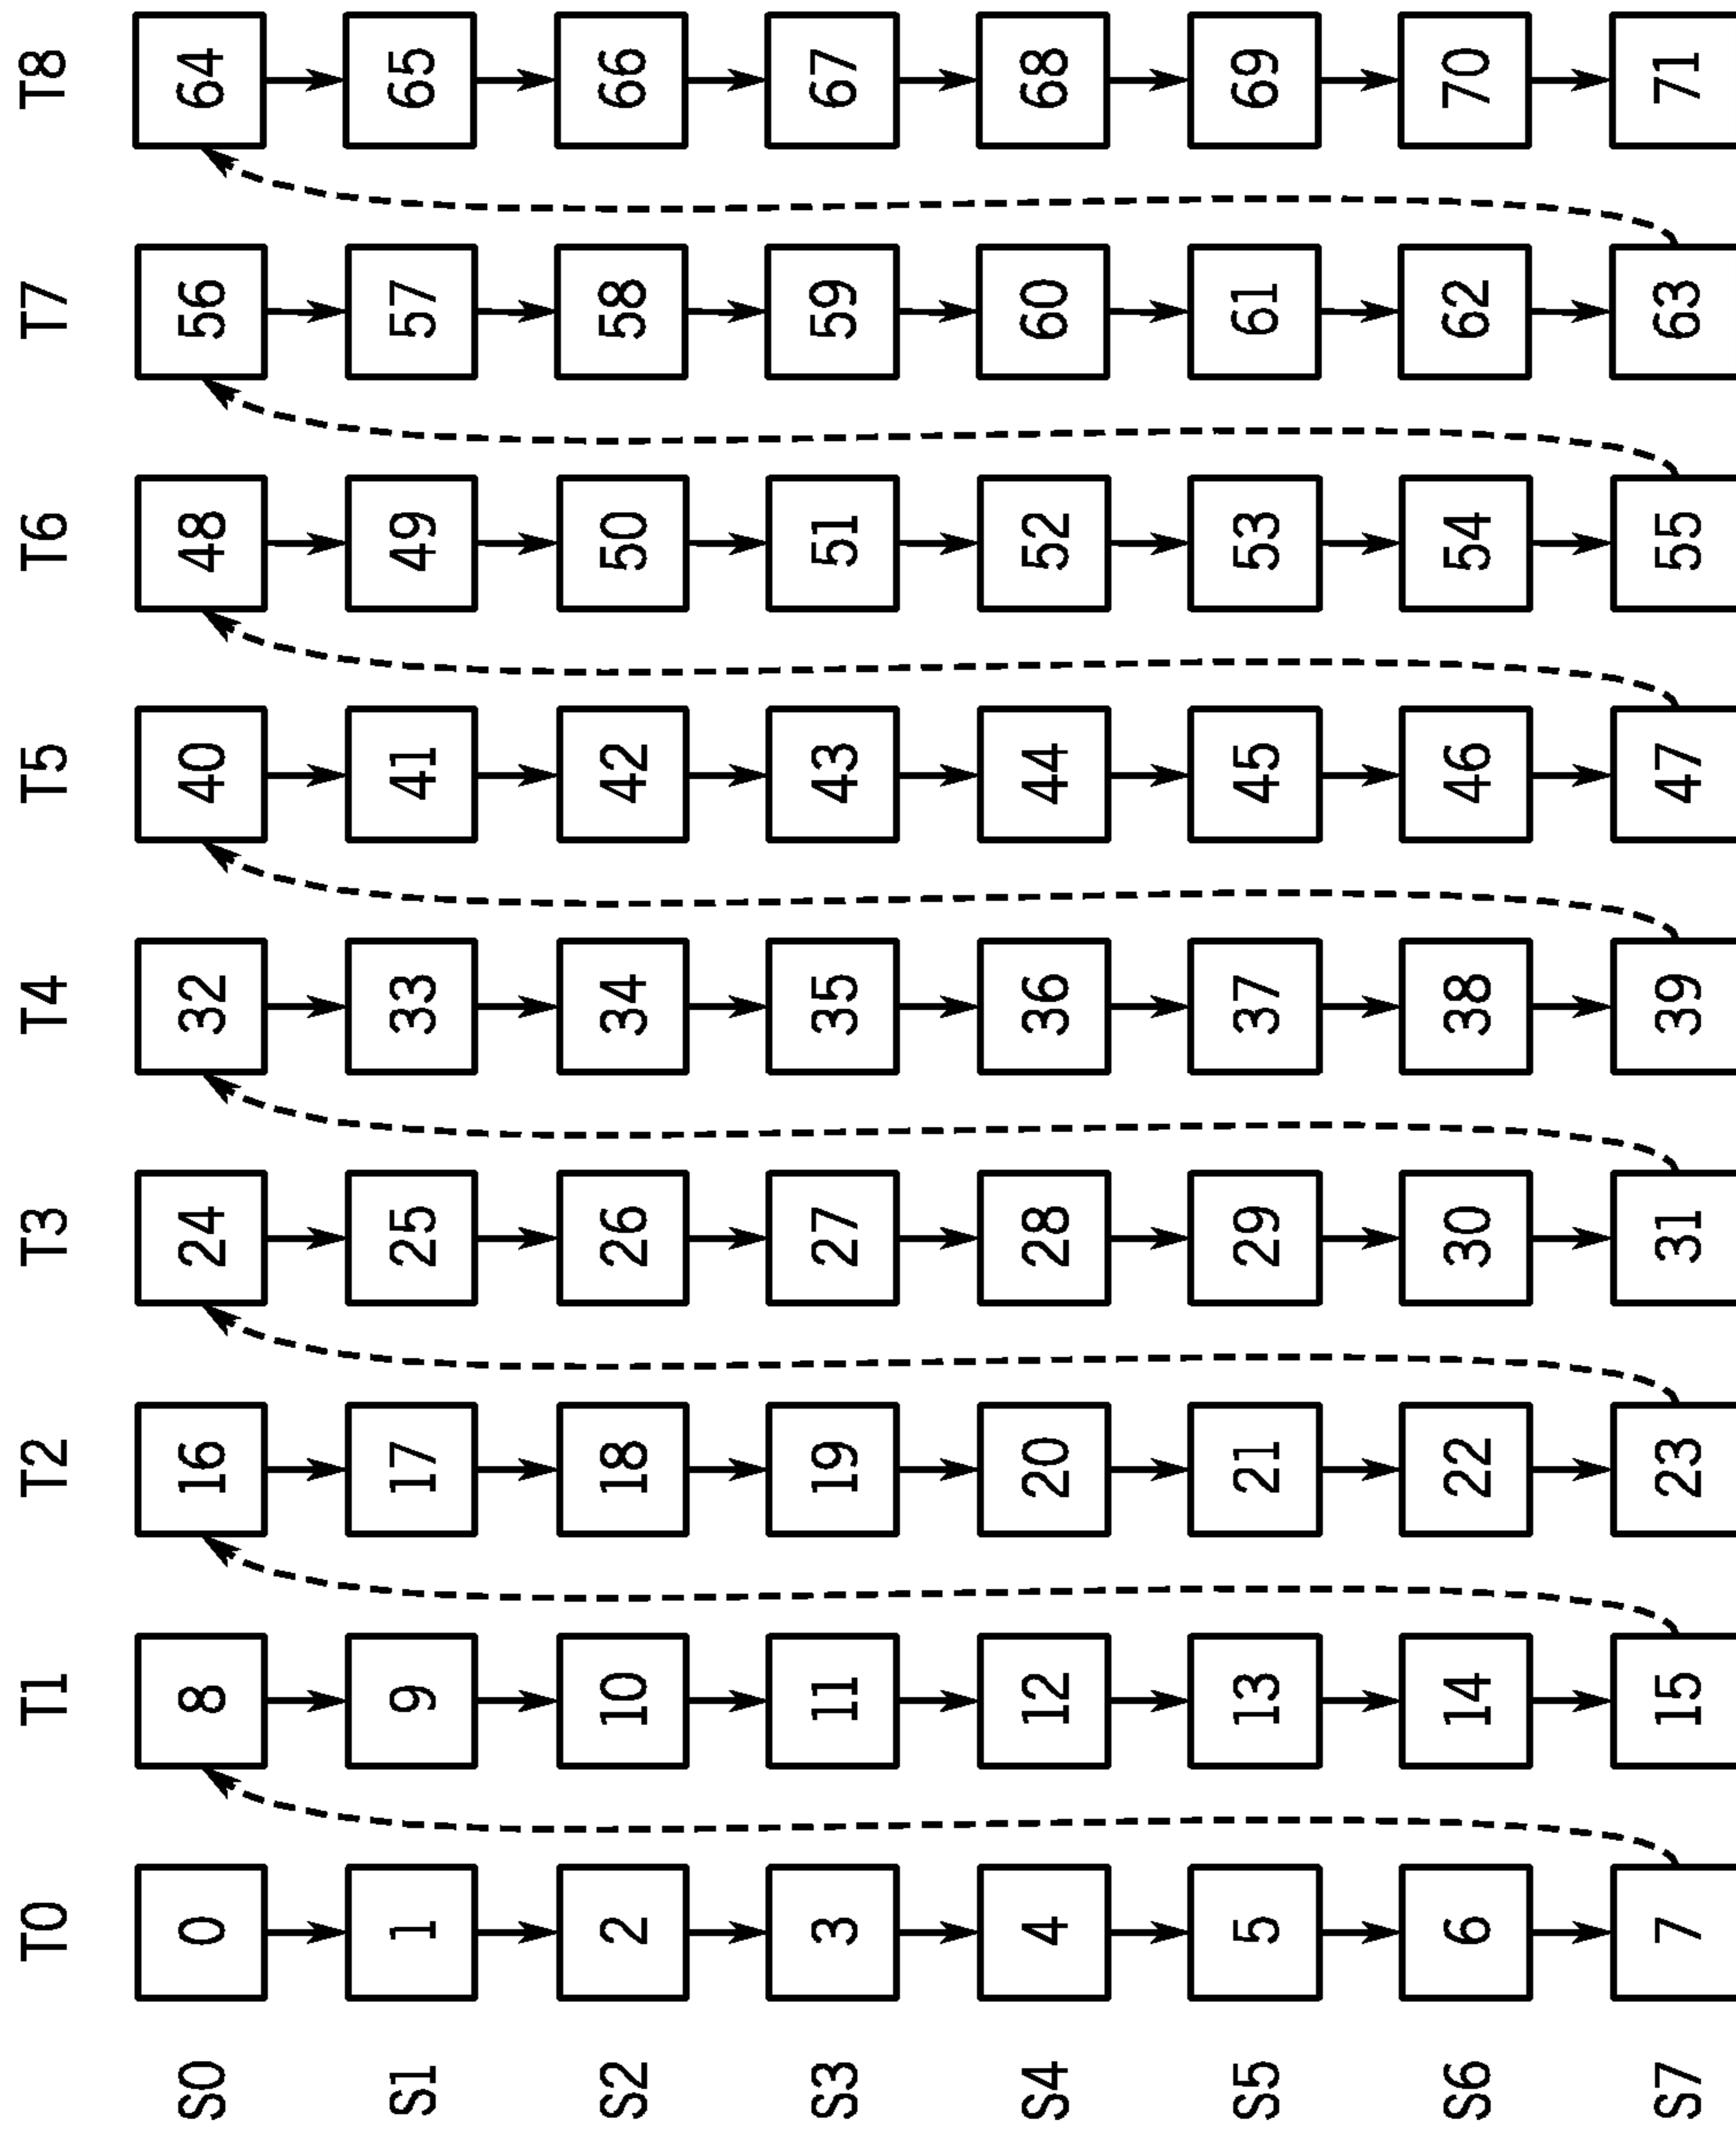 T0 T1 T2 T3 T4 T5 T6 T7 T8
S0 0 8 16 24 32 40 48 56 64
S1 1 9 17 25 33 41 49 57 65
S2 2 10 18 26 34 42 50 58 66
S3 3 11 19 27 35 43 51 59 67
S4 4 12 20 28 36 44 52 60 68
S5 5 13 21 29 37 45 53 61 69
S6 6 14 22 30 38 46 54 62 70
S7 7 15 23 31 39 47 55 63 71